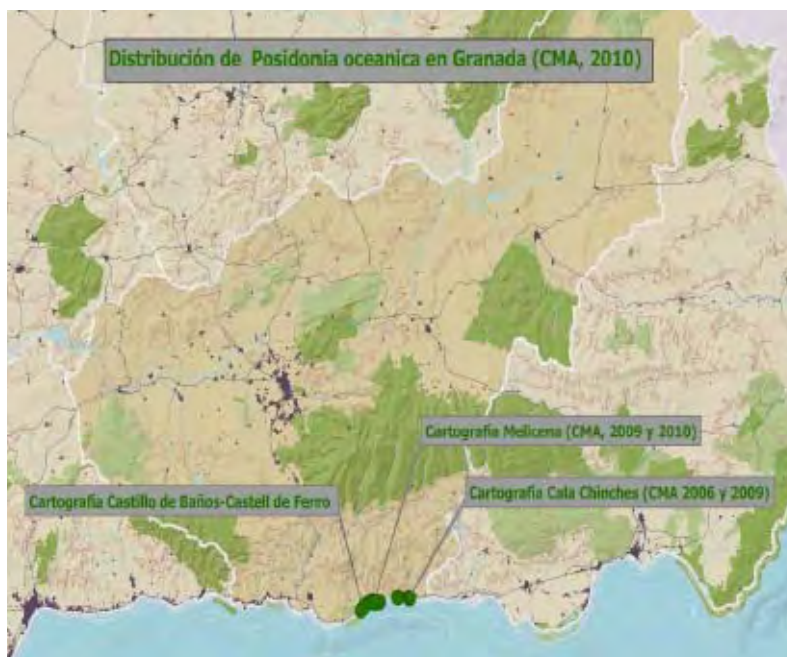 Distribución de Posidonia oceanica en Granada (CMA, 2010)
Cartografía Melicena (CMA, 2009 y 2010)
Cartografía Cala Chinches (CMA 2006 y 2009)
Cartografía Castillo de Baños-Castell de Ferro